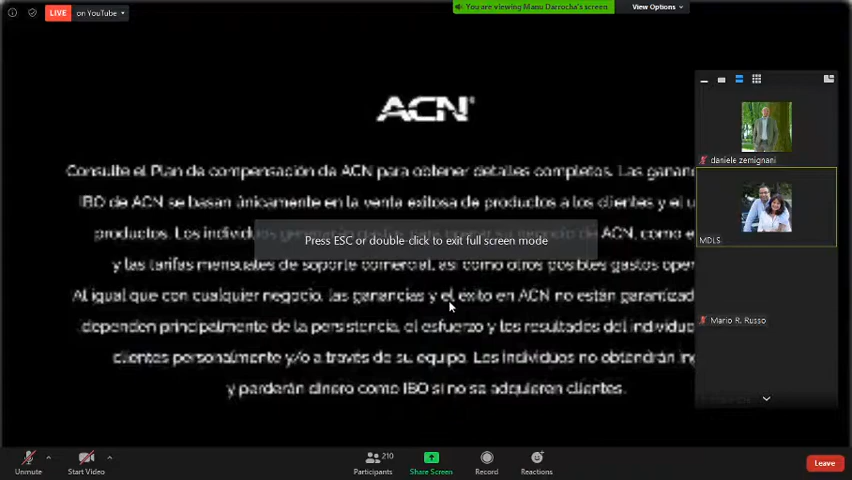 LIVE on YouTube
You are viewing Manu Darrocha's screen
View Options
ACN
Consulte el Plan de compensación de ACN para obtener detalles completos. Las
IBO de ACN se basan únicamente en la venta exitosa de productos a los clientes y el
productos. Los individuos ACN, como
Press ESC or double-click to exit full screen mode
y las tarifas mensuales de soporte comercial, así como otros posibles gastos
Al igual que con cualquier negocio, las ganancias y el éxito en ACN no están
dependen principalmente de la persistencia, el esfuerzo y los resultados del
clientes personalmente y/o a través de su equipo. Los individuos no obtendrán
y perderán dinero como IBO si no se adquieren clientes.
daniele zemignani
MDLS
Mario R. Russo
Unmute
Start Video
210
Participants
Share Screen
Record
Reactions
Leave